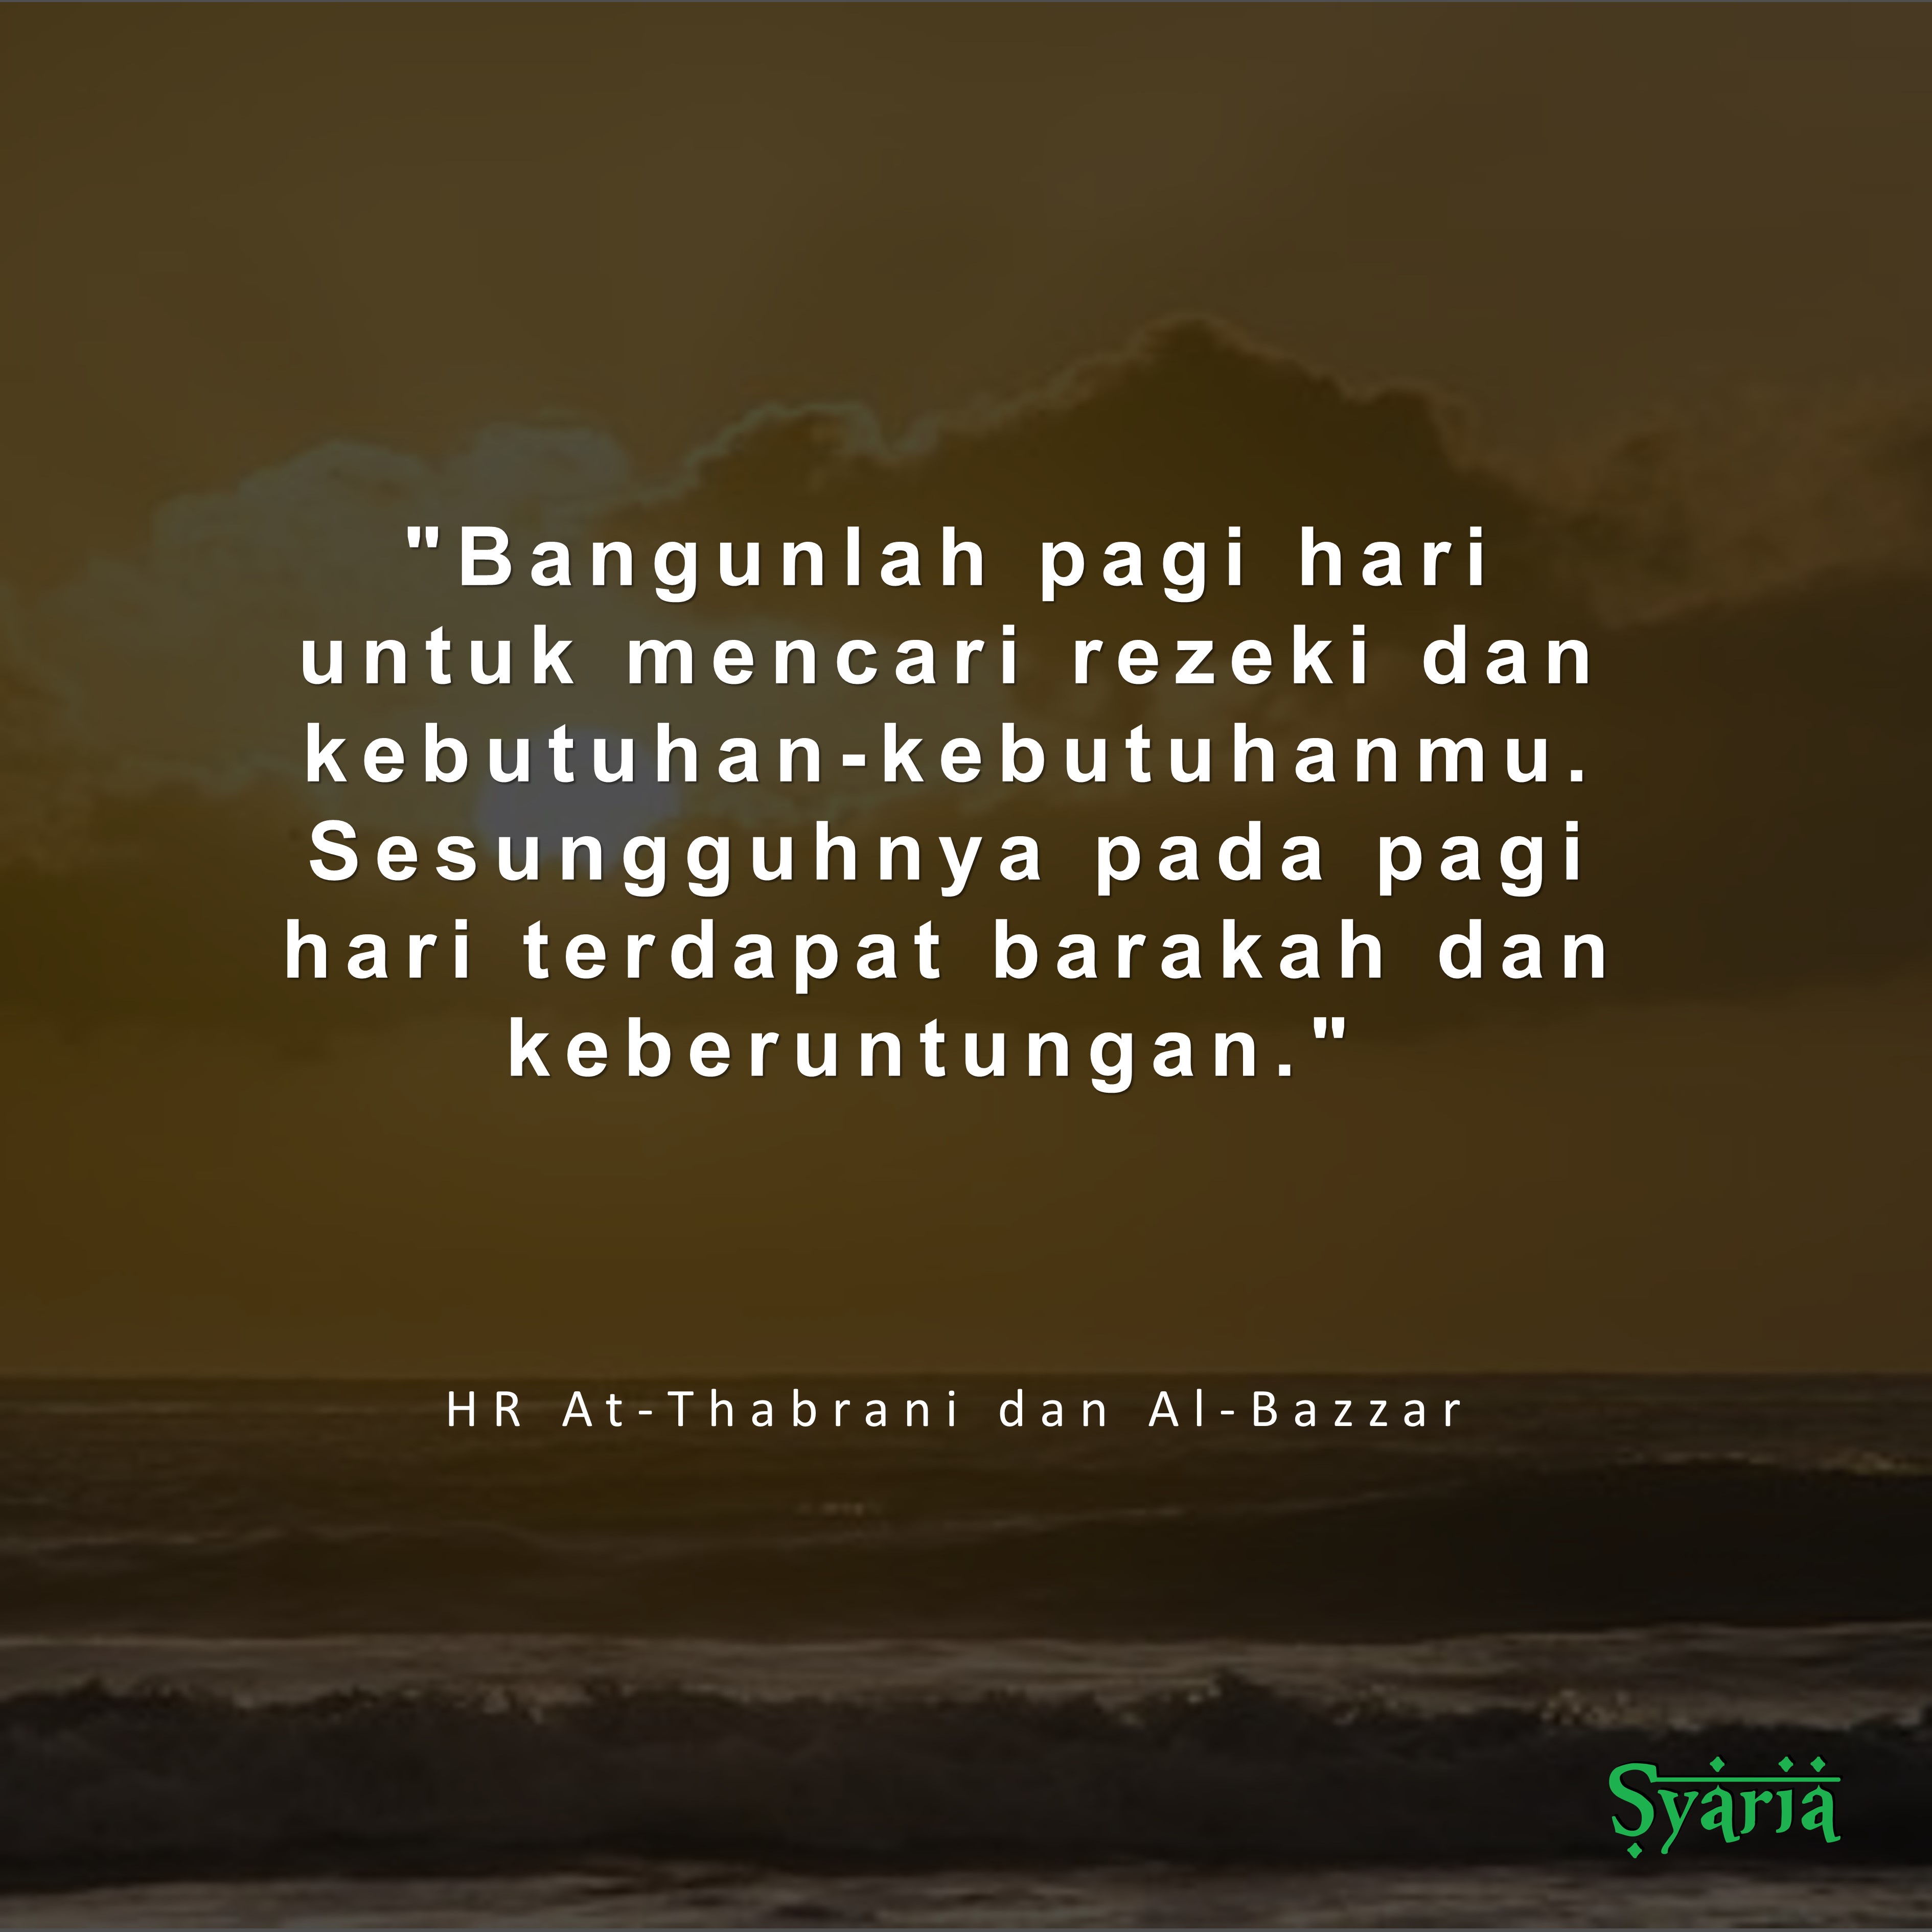 "Bangunlah pagi hari
untuk mencari rezeki dan
kebutuhan-kebutuhanmu.
Sesungguhnya pada pagi
hari terdapat barakah dan
keberuntungan."
HR At-Thabrani dan Al-Bazzar
Syaria